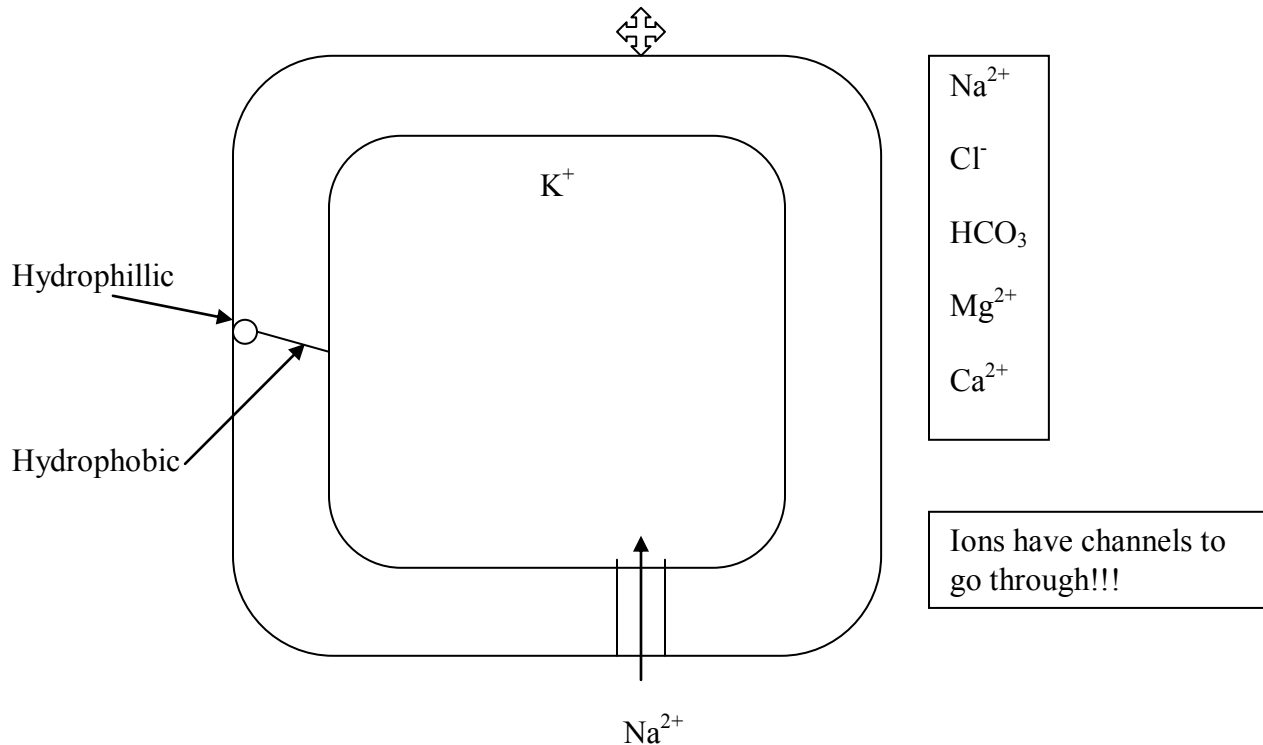 K⁺
Hydrophillic
Hydrophobic
Na²⁺
Na²⁺
Cl⁻
HCO₃
Mg²⁺
Ca²⁺
Ions have channels to
go through!!!